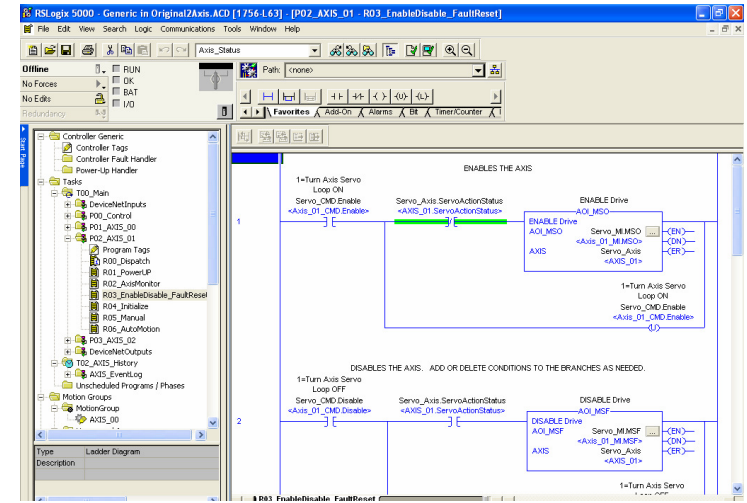 RSLogix 5000 - Generic in Original2Axis.ACD [1756-L63] - [P02_AXIS_01 - R03_EnableDisable_FaultReset]
File Edit View Search Logic Communications Tools Window Help
Axis_Status
Offline
RUN
Path: <none>
No Forces
OK
No Edits
BAT
Redundancy
I/O
Favorites Add-On Alarms Bit Timer/Counter
Start Page
Controller Generic
Controller Tags
Controller Fault Handler
Power-Up Handler
Tasks
T00_Main
DeviceNetInputs
P00_Control
P01_AXIS_00
P02_AXIS_01
Program Tags
R00_Dispatch
R01_PowerUP
R02_AxisMonitor
R03_EnableDisable_FaultReset
R04_Initialize
R05_Manual
R06_AutoMotion
P03_AXIS_02
DeviceNetOutputs
T02_AXIS_History
AXIS_EventLog
Unscheduled Programs / Phases
Motion Groups
MotionGroup
AXIS_00
Type Ladder Diagram
Description
ENABLES THE AXIS
1=Turn Axis Servo
Loop ON
Servo_CMD.Enable
<Axis_01_CMD.Enable>
Servo_Axis.ServoActionStatus
<AXIS_01.ServoActionStatus>
ENABLE Drive
AOI_MSO
ENABLE Drive
AOI_MSO Servo_MI.MSO ... (EN)
<Axis_01_MI.MSO> (DN)
AXIS Servo_Axis (ER)
<AXIS_01>
1
1=Turn Axis Servo
Loop ON
Servo_CMD.Enable
<Axis_01_CMD.Enable>
U
DISABLES THE AXIS. ADD OR DELETE CONDITIONS TO THE BRANCHES AS NEEDED.
1=Turn Axis Servo
Loop OFF
Servo_CMD.Disable
<Axis_01_CMD.Disable>
Servo_Axis.ServoActionStatus
<AXIS_01.ServoActionStatus>
DISABLE Drive
AOI_MSF
DISABLE Drive
AOI_MSF Servo_MI.MSF ... (EN)
<Axis_01_MI.MSF> (DN)
AXIS Servo_Axis (ER)
<AXIS_01>
2
1=Turn Axis Servo
R03_EnableDisable_FaultReset